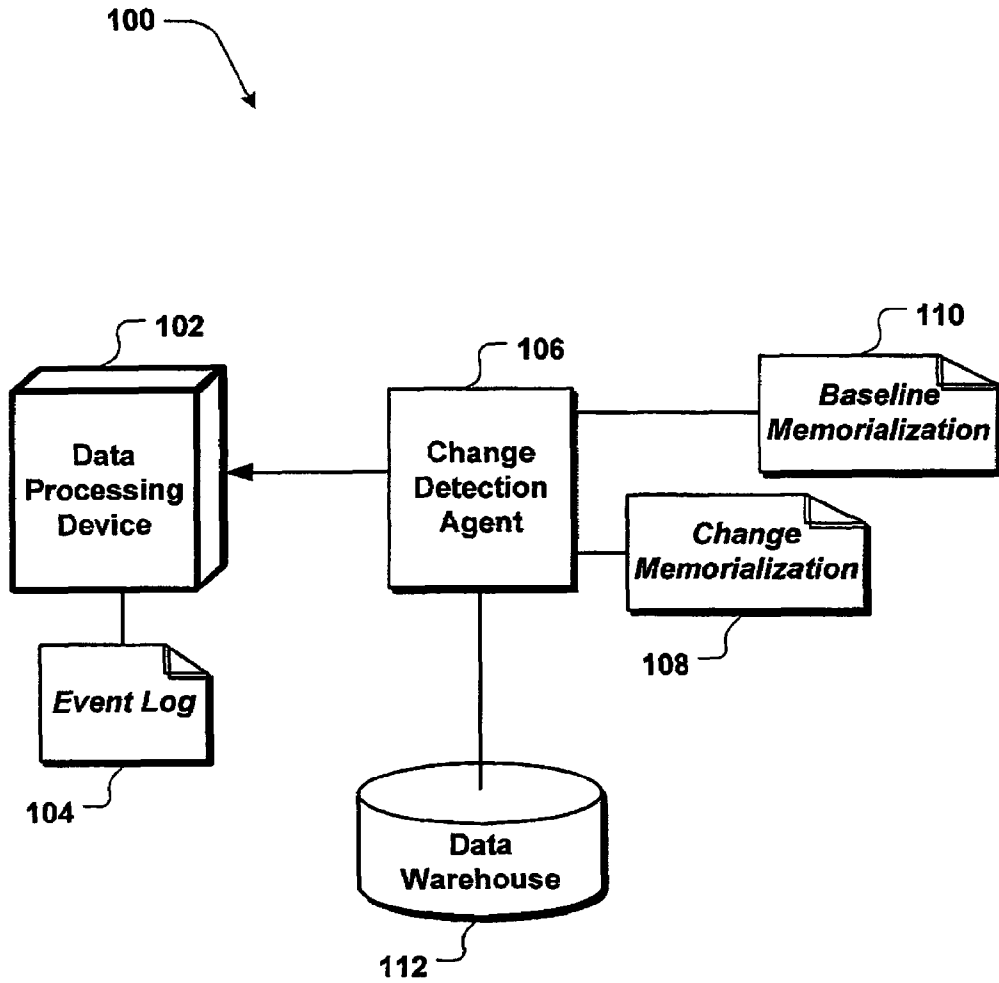 100
102
Data
Processing
Device
Event Log
104
106
Change
Detection
Agent
110
Baseline
Memorialization
Change
Memorialization
108
Data
Warehouse
112